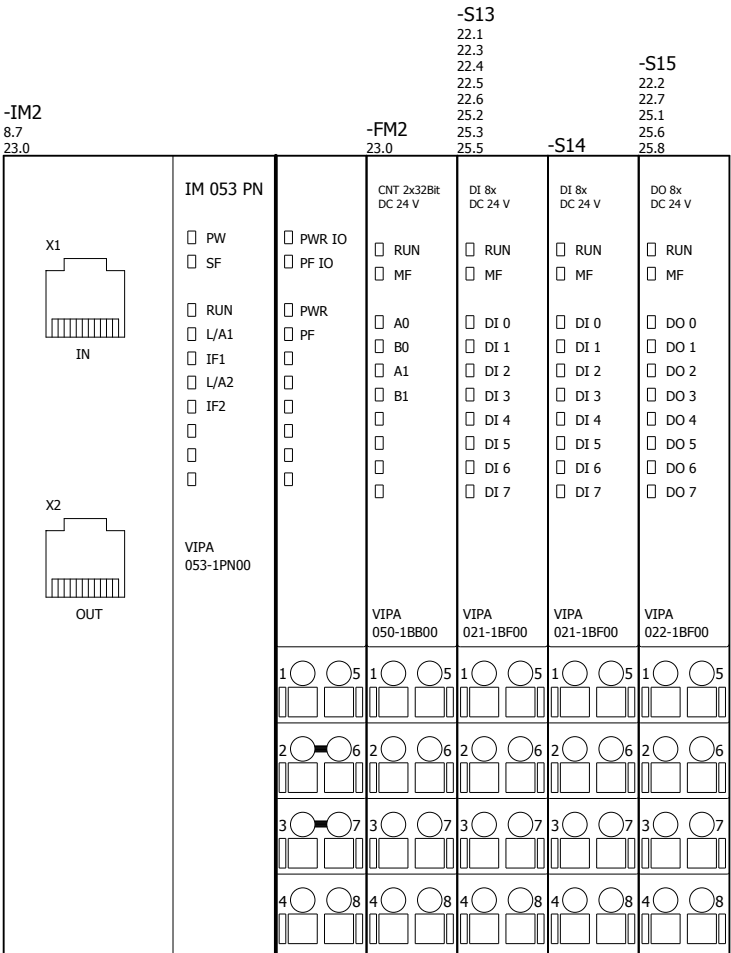 -S13
22.1
22.3
22.4
22.5
22.6
25.2
25.3
25.5
-S15
22.2
22.7
25.1
25.6
25.8
-IM2
8.7
23.0
-FM2
23.0
-S14
X1
IN
X2
OUT
IM 053 PN
PW
SF
RUN
L/A1
IF1
L/A2
IF2
VIPA
053-1PN00
PWR IO
PF IO
PWR
PF
1 5
2 6
3 7
4 8
CNT 2x32Bit
DC 24 V
RUN
MF
A0
B0
A1
B1
VIPA
050-1BB00
1 5
2 6
3 7
4 8
DI 8x
DC 24 V
RUN
MF
DI 0
DI 1
DI 2
DI 3
DI 4
DI 5
DI 6
DI 7
VIPA
021-1BF00
1 5
2 6
3 7
4 8
DI 8x
DC 24 V
RUN
MF
DI 0
DI 1
DI 2
DI 3
DI 4
DI 5
DI 6
DI 7
VIPA
021-1BF00
1 5
2 6
3 7
4 8
DO 8x
DC 24 V
RUN
MF
DO 0
DO 1
DO 2
DO 3
DO 4
DO 5
DO 6
DO 7
VIPA
022-1BF00
1 5
2 6
3 7
4 8